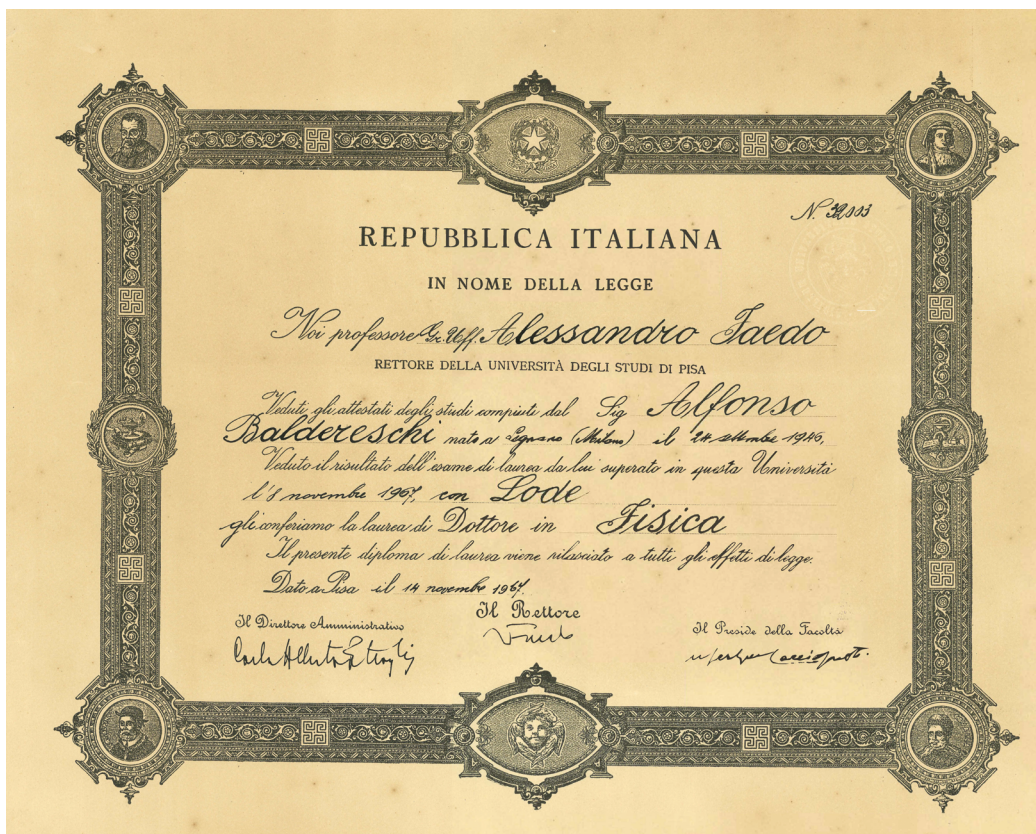 N. 32003
REPUBBLICA ITALIANA
IN NOME DELLA LEGGE
Noi professore Gr. Uff. Alessandro Faedo
RETTORE DELLA UNIVERSITÀ DEGLI STUDI DI PISA
Veduti gli attestati degli studi compiuti dal Sig Alfonso
Baldereschi nato a Legnano (Milano) il 24 settembre 1946,
Veduto il risultato dell'esame di laurea da lui superato in questa Università
l'8 novembre 1967, con Lode
gli conferiamo la laurea di Dottore in Fisica
Il presente diploma di laurea viene rilasciato a tutti gli effetti di legge.
Dato a Pisa il 14 novembre 1967.
Il Direttore Amministrativo
Il Rettore
Il Preside della Facoltà
Faedo